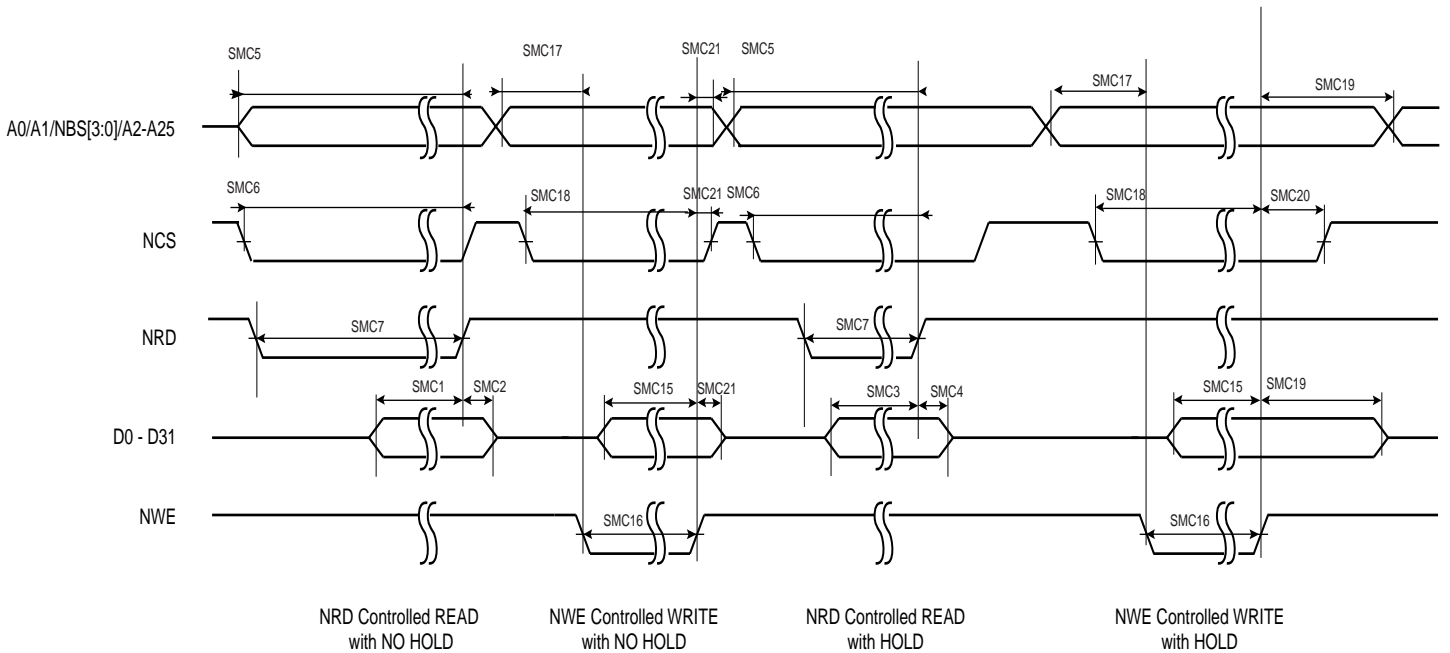 SMC5
SMC17
SMC21
SMC5
SMC17
SMC19
A0/A1/NBS[3:0]/A2-A25
SMC6
SMC18
SMC21
SMC6
SMC18
SMC20
NCS
SMC7
SMC7
NRD
SMC1
SMC2
SMC15
SMC21
SMC3
SMC4
SMC15
SMC19
D0 - D31
NWE
SMC16
SMC16
NRD Controlled READ
with NO HOLD
NWE Controlled WRITE
with NO HOLD
NRD Controlled READ
with HOLD
NWE Controlled WRITE
with HOLD